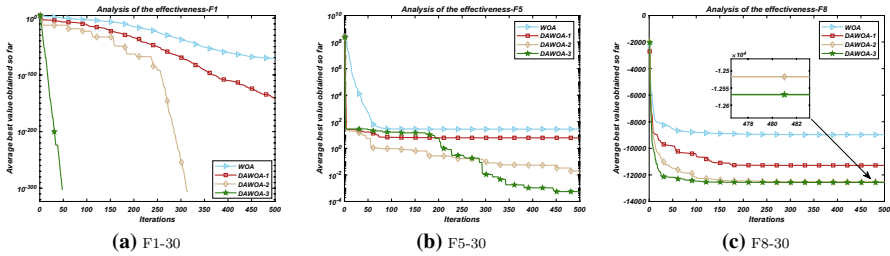 Analysis of the effectiveness-F1
Average best value obtained so far
10^0
10^-100
10^-200
10^-300
0 50 100 150 200 250 300 350 400 450 500
Iterations
WOA
DAWOA-1
DAWOA-2
DAWOA-3
(a) F1-30
Analysis of the effectiveness-F5
Average best value obtained so far
10^10
10^8
10^6
10^4
10^2
10^0
10^-2
10^-4
0 50 100 150 200 250 300 350 400 450 500
Iterations
WOA
DAWOA-1
DAWOA-2
DAWOA-3
(b) F5-30
Analysis of the effectiveness-F8
Average best value obtained so far
-2000
-4000
-6000
-8000
-10000
-12000
-14000
0 100 200 300 400 500
Iterations
WOA
DAWOA-1
DAWOA-2
DAWOA-3
×10^4
-1.25
-1.255
-1.26
478 480 482
(c) F8-30